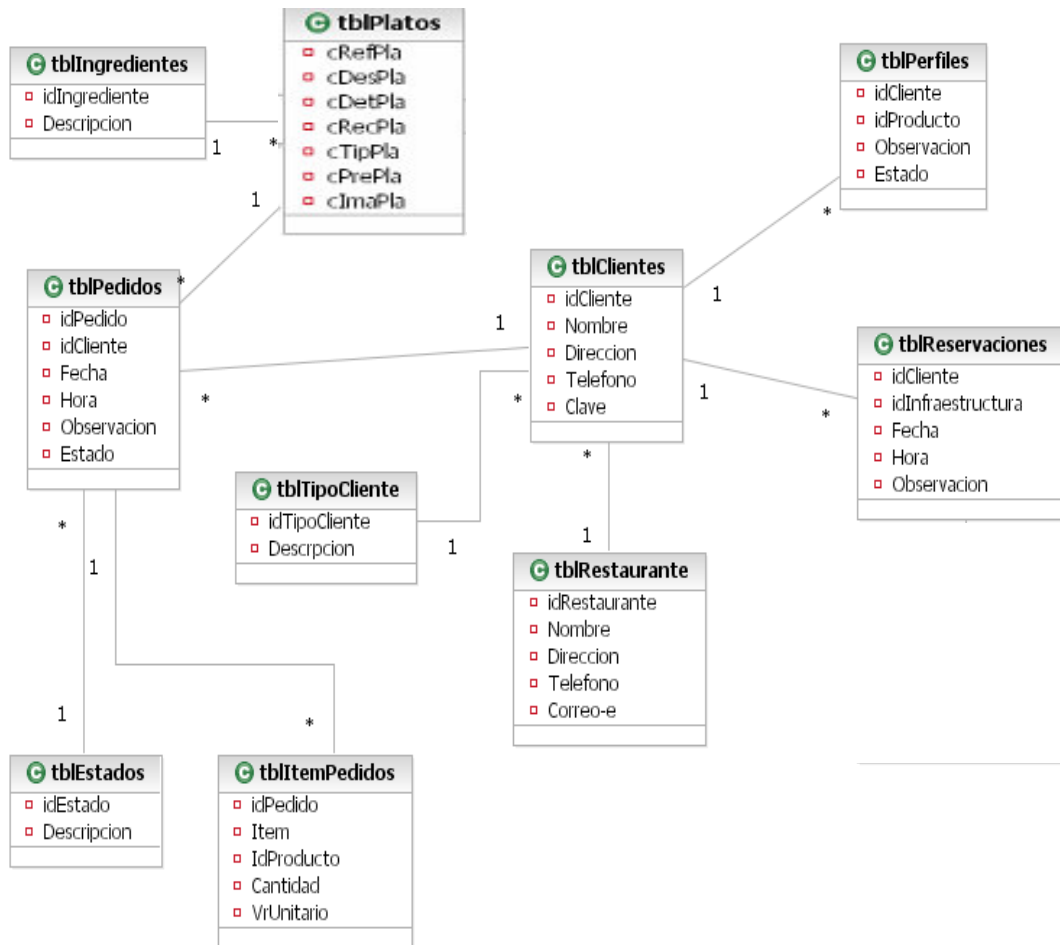 tblPlatos
cRefPla
cDesPla
cDetPla
cRecPla
cTipPla
cPrePla
cImaPla
tblIngredientes
idIngrediente
Descripcion
1
*
1
*
tblPerfiles
idCliente
idProducto
Observacion
Estado
*
1
tblPedidos
idPedido
idCliente
Fecha
Hora
Observacion
Estado
tblClientes
idCliente
Nombre
Direccion
Telefono
Clave
1
*
*
1
*
tblReservaciones
idCliente
idInfraestructura
Fecha
Hora
Observacion
tblTipoCliente
idTipoCliente
Descrpcion
1
*
1
tblRestaurante
idRestaurante
Nombre
Direccion
Telefono
Correo-e
*
1
1
*
tblEstados
idEstado
Descripcion
tblItemPedidos
idPedido
Item
IdProducto
Cantidad
VrUnitario